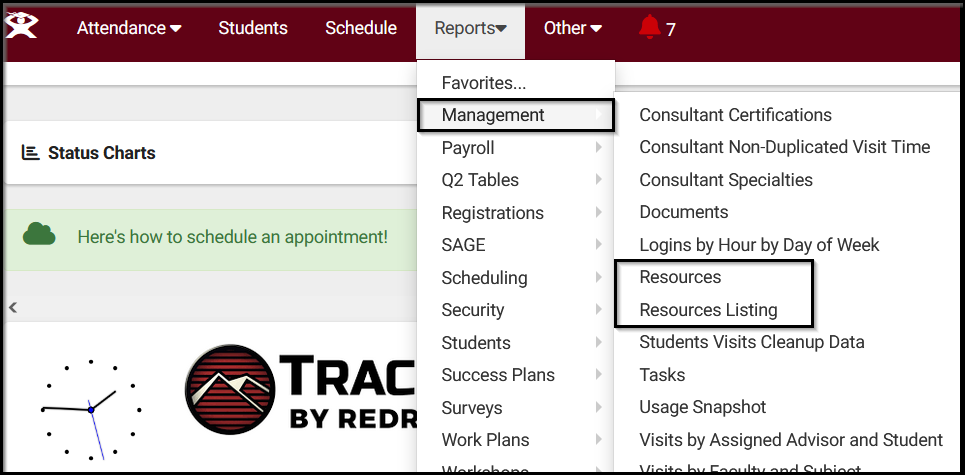 Attendance Students Schedule Reports Other 7
Favorites...
Management
Payroll
Q2 Tables
Registrations
SAGE
Scheduling
Security
Students
Success Plans
Surveys
Work Plans
Workshops
Consultant Certifications
Consultant Non-Duplicated Visit Time
Consultant Specialties
Documents
Logins by Hour by Day of Week
Resources
Resources Listing
Students Visits Cleanup Data
Tasks
Usage Snapshot
Visits by Assigned Advisor and Student
Visits by Faculty and Subject
Status Charts
Here's how to schedule an appointment!
TRAC
BY REDR